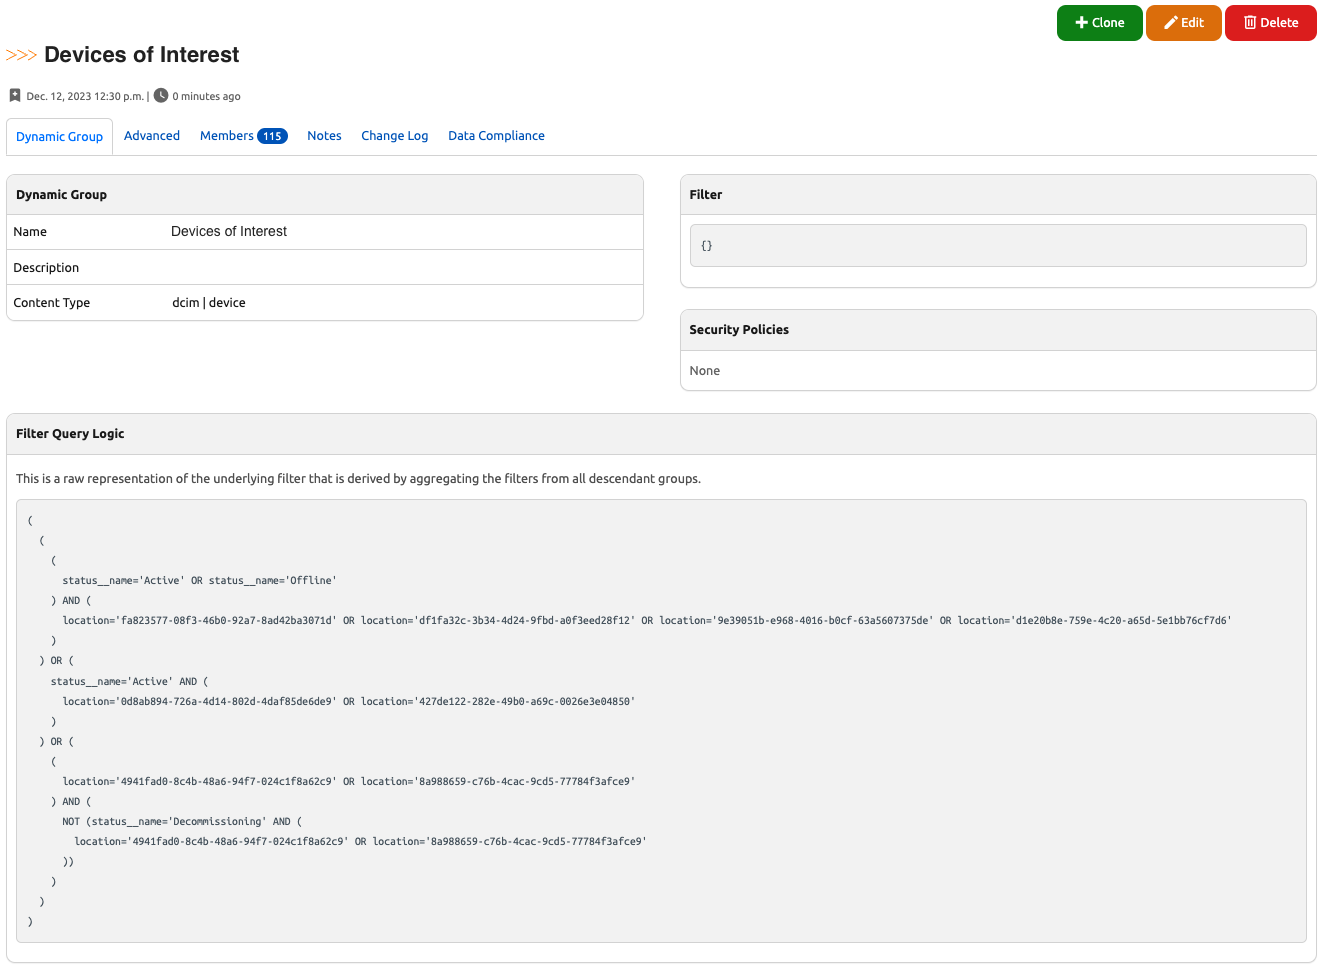 Clone
Edit
Delete
>>> Devices of Interest
Dec. 12, 2023 12:30 p.m. | 0 minutes ago
Dynamic Group
Advanced
Members 115
Notes
Change Log
Data Compliance
Dynamic Group
Name Devices of Interest
Description
Content Type dcim | device
Filter
{}
Security Policies
None
Filter Query Logic
This is a raw representation of the underlying filter that is derived by aggregating the filters from all descendant groups.
(
(
(
status__name='Active' OR status__name='Offline'
) AND (
location='fa823577-08f3-46b0-92a7-8ad42ba3071d' OR location='df1fa32c-3b34-4d24-9fbd-a0f3eed28f12' OR location='9e39051b-e968-4016-b0cf-63a5607375de' OR location='d1e20b8e-759e-4c20-a65d-5e1bb76cf7d6'
)
) OR (
status__name='Active' AND (
location='0d8ab894-726a-4d14-802d-4daf85de6de9' OR location='427de122-282e-49b0-a69c-0026e3e04850'
)
) OR (
(
location='4941fad0-8c4b-48a6-94f7-024c1f8a62c9' OR location='8a988659-c76b-4cac-9cd5-77784f3afce9'
) AND (
NOT (status__name='Decommissioning' AND (
location='4941fad0-8c4b-48a6-94f7-024c1f8a62c9' OR location='8a988659-c76b-4cac-9cd5-77784f3afce9'
))
)
)
)